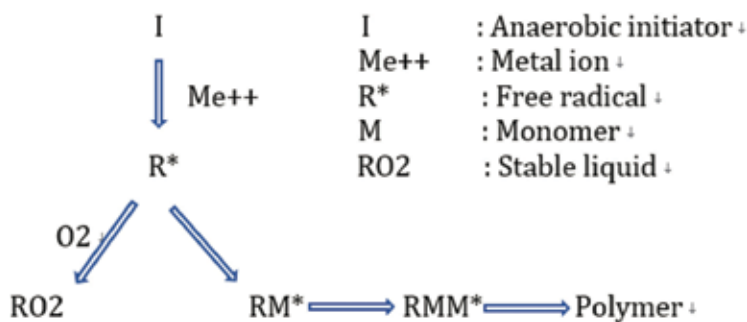 I I : Anaerobic initiator ↓
Me++ Me++ : Metal ion ↓
R* : Free radical ↓
M : Monomer ↓
R* RO2 : Stable liquid ↓
O2 ↓
RO2 RM* RMM* Polymer ↓